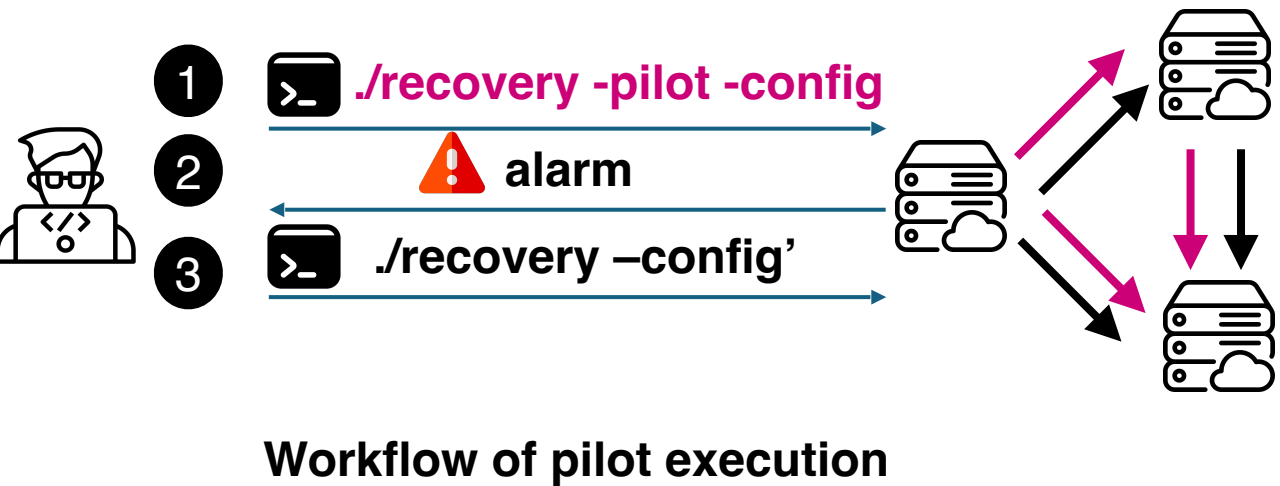 1 >_ ./recovery -pilot -config
2 alarm
</>
3 >_ ./recovery –config’
Workflow of pilot execution